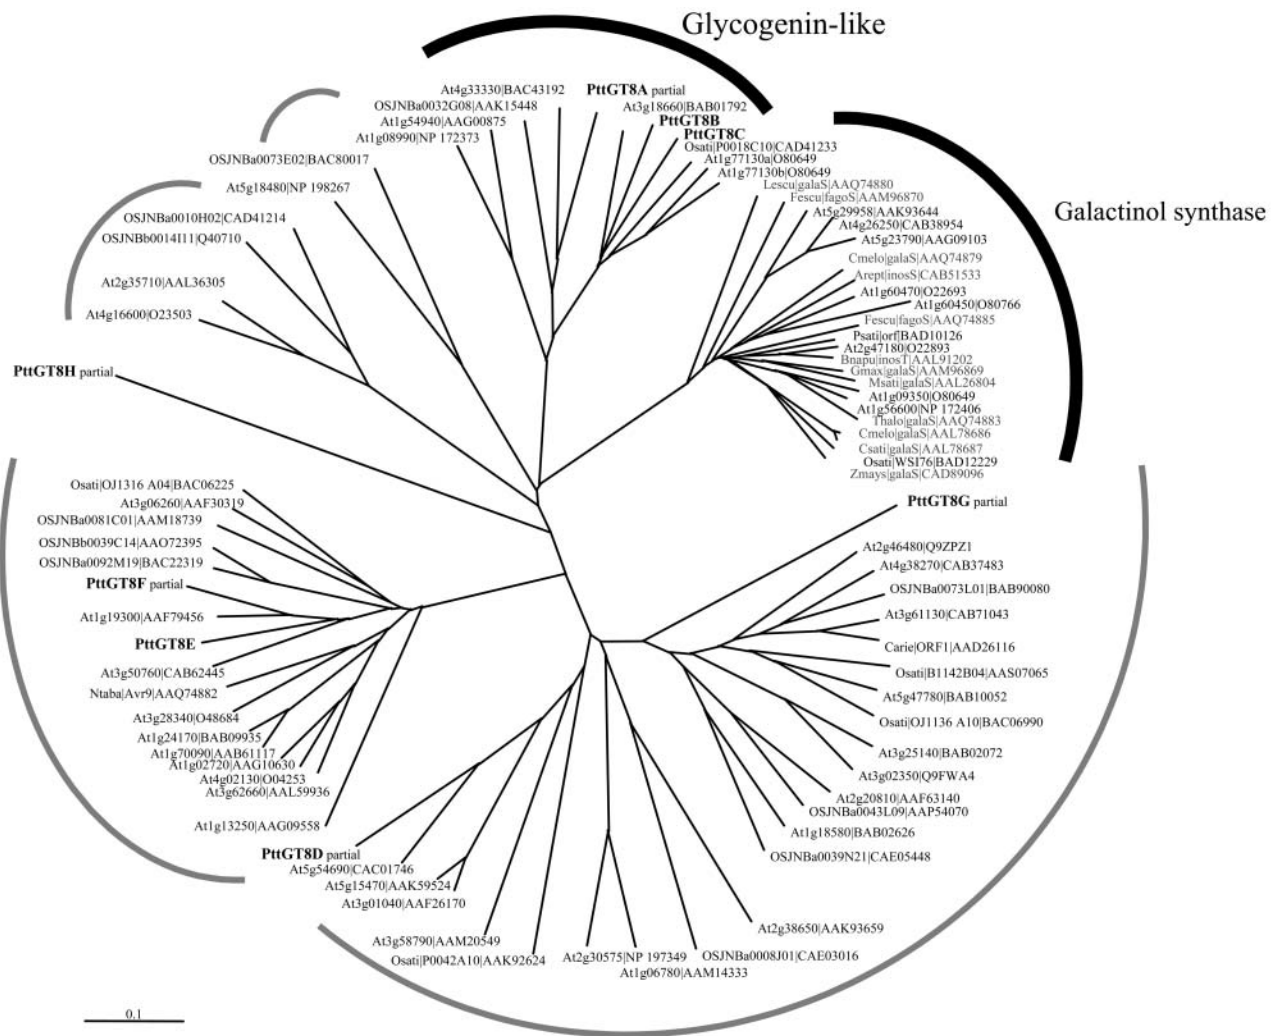 Glycogenin-like
At4g33330|BAC43192
PttGT8A partial
OSJNBa0032G08|AAK15448
At3g18660|BAB01792
At1g54940|AAG00875
PttGT8B
At1g08990|NP 172373
PttGT8C
Osati|P0018C10|CAD41233
OSJNBa0073E02|BAC80017
At1g77130a|O80649
At1g77130b|O80649
At5g18480|NP 198267
Lescu|galaS|AAQ74880
Fescu|fagoS|AAM96870
OSJNBa0010H02|CAD41214
At5g29958|AAK93644
Galactinol synthase
At4g26250|CAB38954
OSJNBb0014I11|Q40710
At5g23790|AAG09103
Cmelo|galaS|AAQ74879
Arept|inosS|CAB51533
At2g35710|AAL36305
At1g60470|O22693
At1g60450|O80766
At4g16600|O23503
Fescu|fagoS|AAQ74885
Psati|orf|BAD10126
At2g47180|O22893
Bnapu|inosT|AAL91202
PttGT8H partial
Gmax|galaS|AAM96869
Msati|galaS|AAL26804
At1g09350|O80649
At1g56600|NP 172406
Thalo|galaS|AAQ74883
Cmelo|galaS|AAL78686
Csati|galaS|AAL78687
Osati|WSI76|BAD12229
Zmays|galaS|CAD89096
Osati|OJ1316 A04|BAC06225
At3g06260|AAF30319
PttGT8G partial
OSJNBa0081C01|AAM18739
OSJNBb0039C14|AAO72395
At2g46480|Q9ZPZ1
OSJNBa0092M19|BAC22319
At4g38270|CAB37483
PttGT8F partial
OSJNBa0073L01|BAB90080
At1g19300|AAF79456
At3g61130|CAB71043
PttGT8E
Carie|ORF1|AAD26116
At3g50760|CAB62445
Osati|B1142B04|AAS07065
Ntaba|Avr9|AAQ74882
At5g47780|BAB10052
At3g28340|O48684
Osati|OJ1136 A10|BAC06990
At1g24170|BAB09935
At1g70090|AAB61117
At3g25140|BAB02072
At1g02720|AAG10630
At4g02130|O04253
At3g02350|Q9FWA4
At3g62660|AAL59936
At2g20810|AAF63140
OSJNBa0043L09|AAP54070
At1g13250|AAG09558
At1g18580|BAB02626
PttGT8D partial
OSJNBa0039N21|CAE05448
At5g54690|CAC01746
At5g15470|AAK59524
At3g01040|AAF26170
At2g38650|AAK93659
At3g58790|AAM20549
Osati|P0042A10|AAK92624
At2g30575|NP 197349
OSJNBa0008J01|CAE03016
At1g06780|AAM14333
0.1